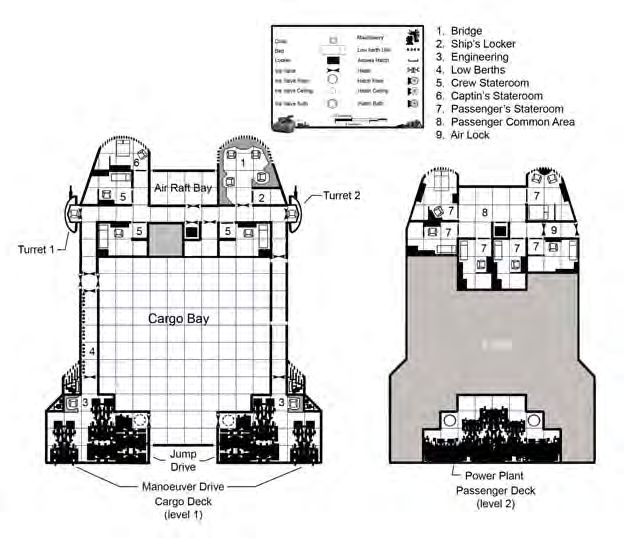 Machinery
Bed
Low Berth Unit
Locker
Access Hatch
Iris Valve
Hatch
Iris Valve Floor
Hatch Floor
Iris Valve Ceiling
Hatch Ceiling
Iris Valve Both
Hatch Both
1. Bridge
2. Ship's Locker
3. Engineering
4. Low Berths
5. Crew Stateroom
6. Captin's Stateroom
7. Passenger's Stateroom
8. Passenger Common Area
9. Air Lock
6
1
Air Raft Bay
5
2
Turret 2
Turret 1
5
5
Cargo Bay
4
3
3
Jump
Drive
Manoeuver Drive
Cargo Deck
(level 1)
7
7
8
7
9
7
7
7
Power Plant
Passenger Deck
(level 2)